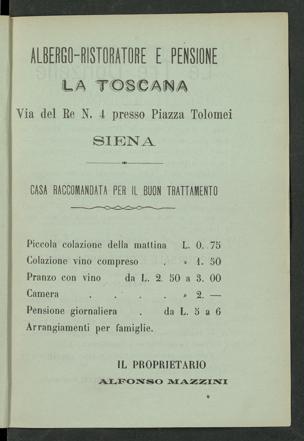 ALBERGO-RISTORATORE E PENSIONE
LA TOSCANA
Via del Re N. 4 presso Piazza Tolomei
SIENA
CASA RACCOMANDATA PER IL BUON TRATTAMENTO
Piccola colazione della mattina L. 0. 75
Colazione vino compreso . » 1. 50
Pranzo con vino da L. 2. 50 a 3. 00
Camera . . . . » 2. —
Pensione giornaliera . da L. 5 a 6
Arrangiamenti per famiglie.
IL PROPRIETARIO
ALFONSO MAZZINI